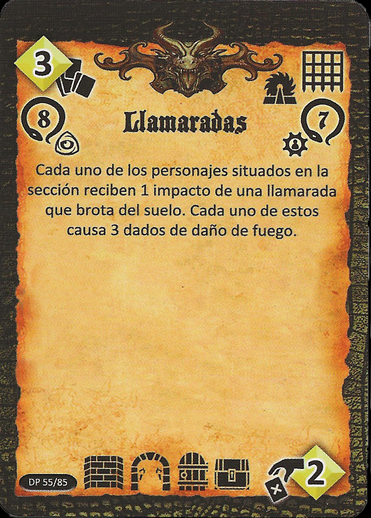 3
8
7
Llamaradas
Cada uno de los personajes situados en la
sección reciben 1 impacto de una llamarada
que brota del suelo. Cada uno de estos
causa 3 dados de daño de fuego.
DP 55/85
2